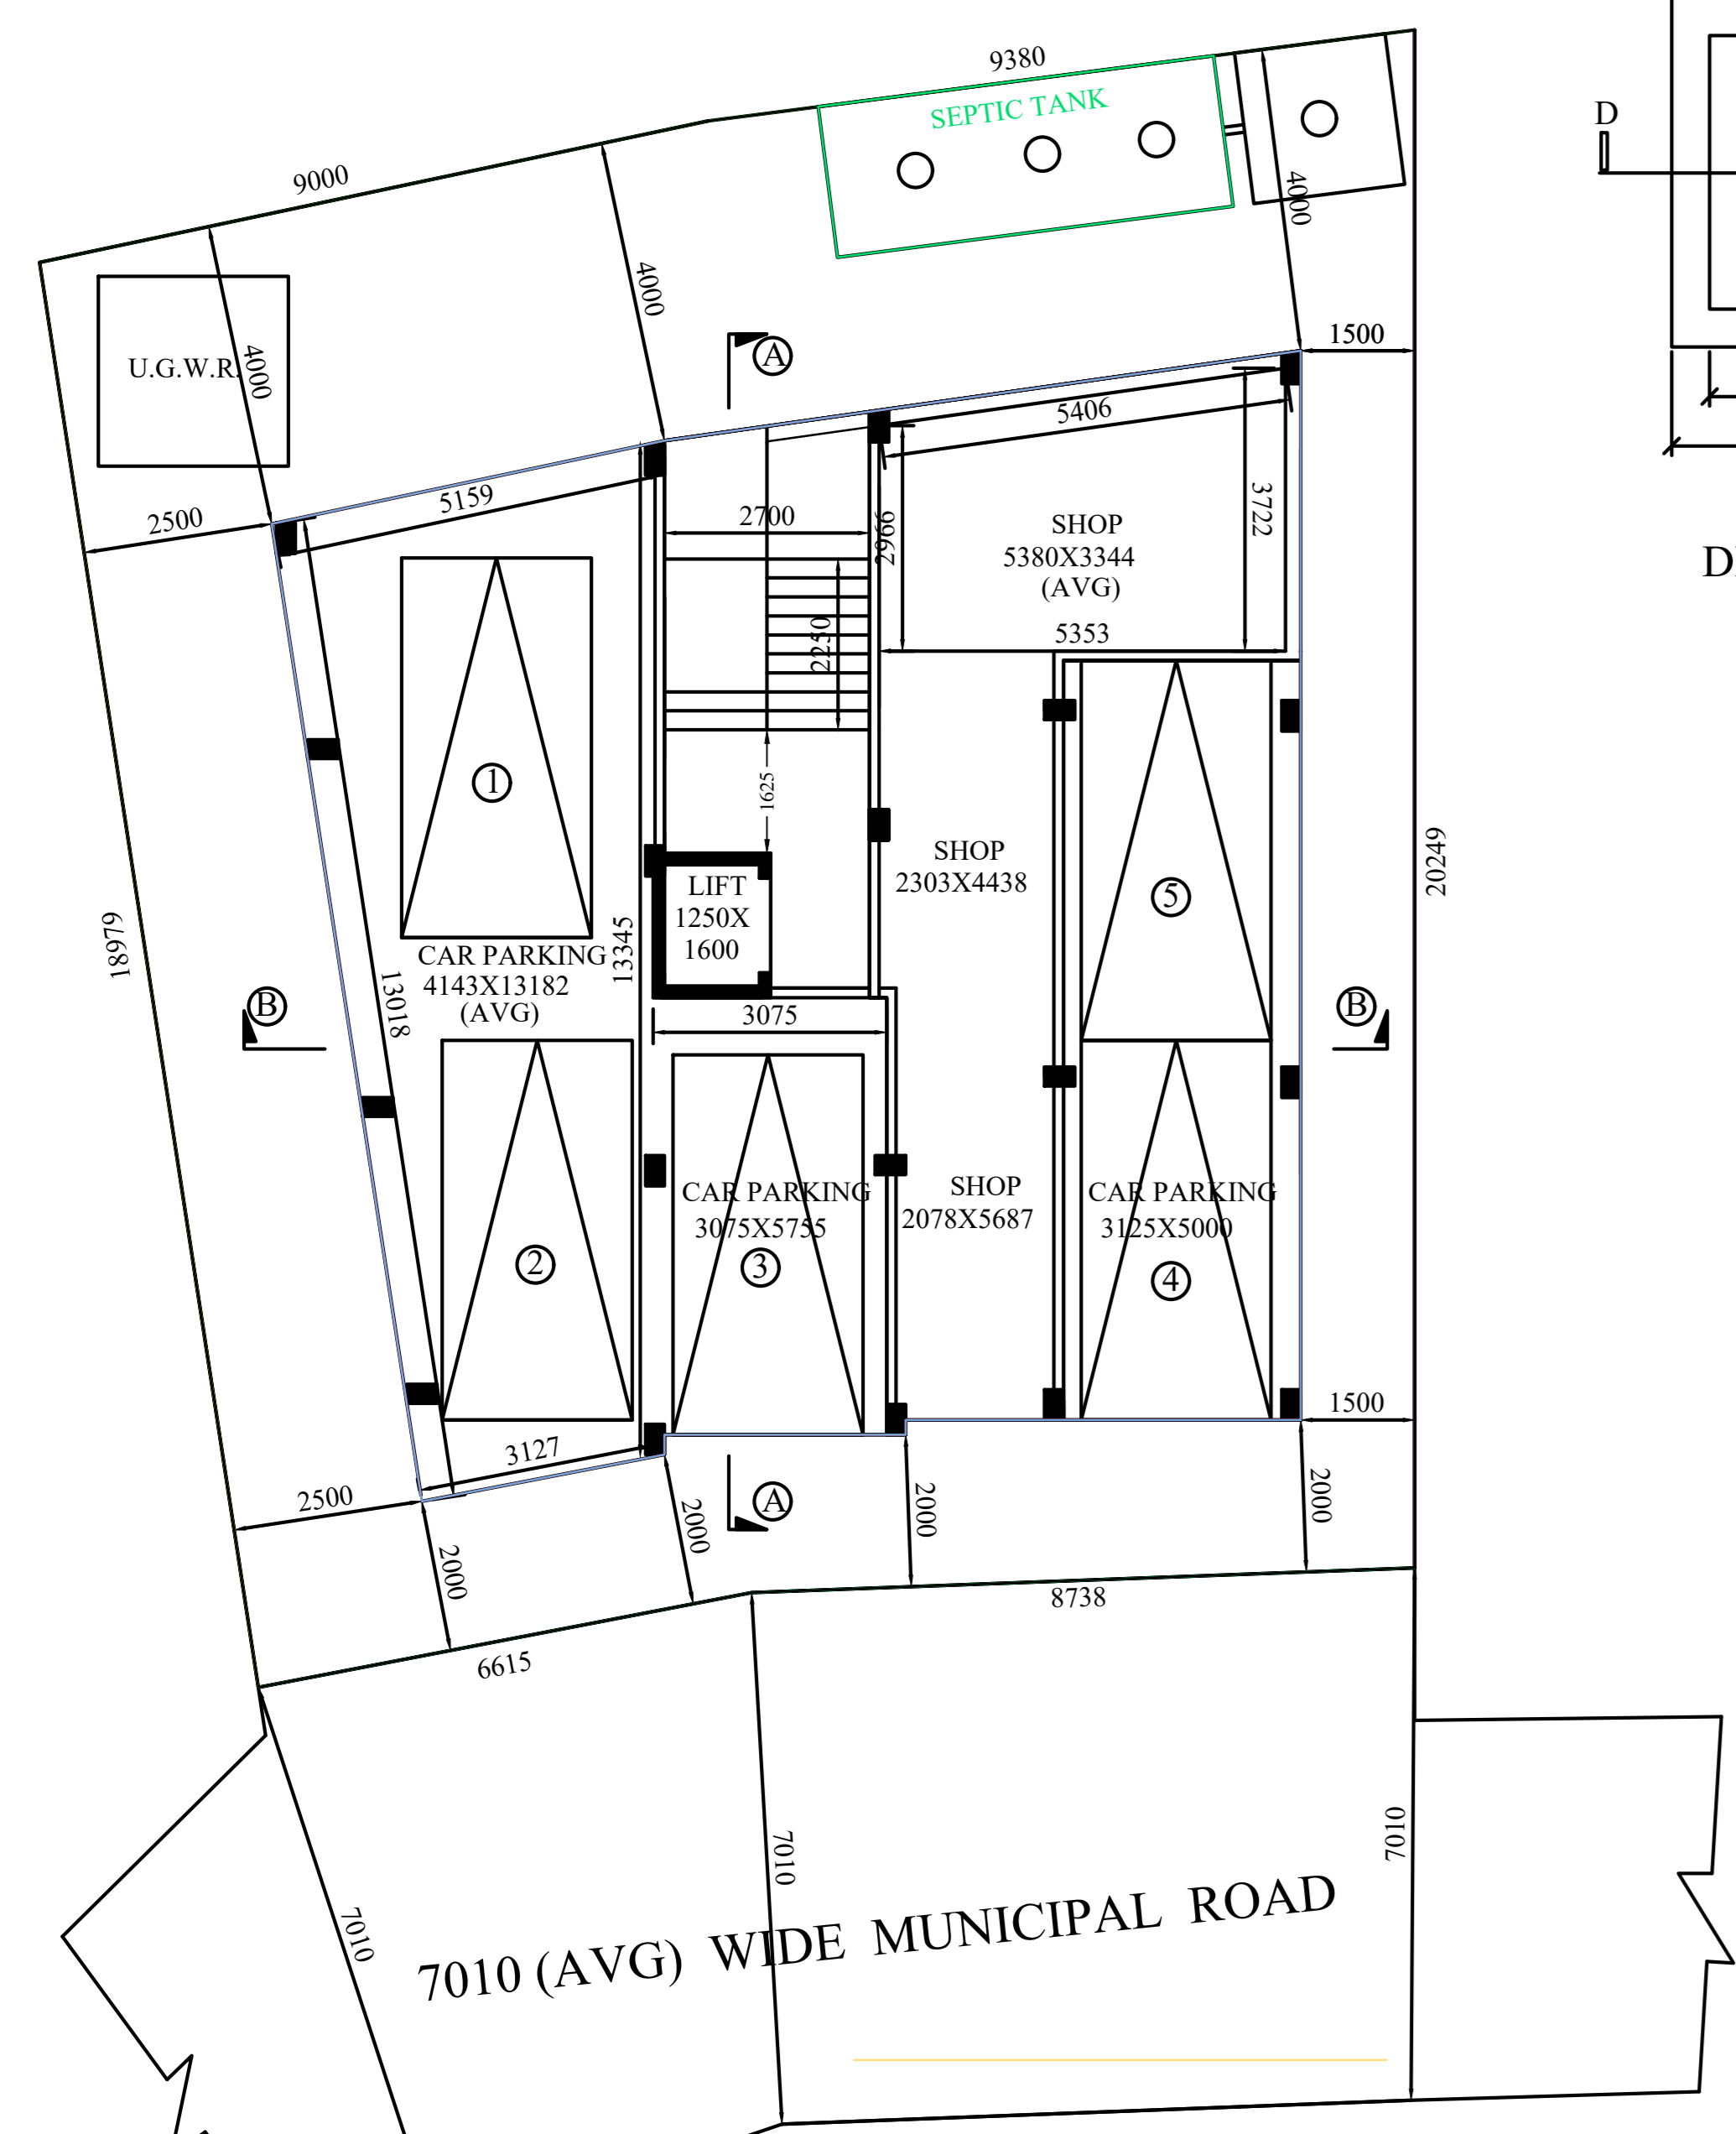 9380
SEPTIC TANK
D
9000
4000
4000
4000
U.G.W.R.
A
1500
5406
5159
2500
2700
2966
3722
SHOP
5380X3344
(AVG)
D
5353
2250
1
1625
SHOP
2303X4438
20249
LIFT
1250X
1600
5
18979
CAR PARKING
4143X13182
(AVG)
13345
13018
B
B
3075
CAR PARKING
3075X5755
SHOP
2078X5687
CAR PARKING
3125X5000
2
3
4
1500
3127
2500
A
2000
2000
2000
2000
8738
6615
7010
7010
7010
7010 (AVG) WIDE MUNICIPAL ROAD